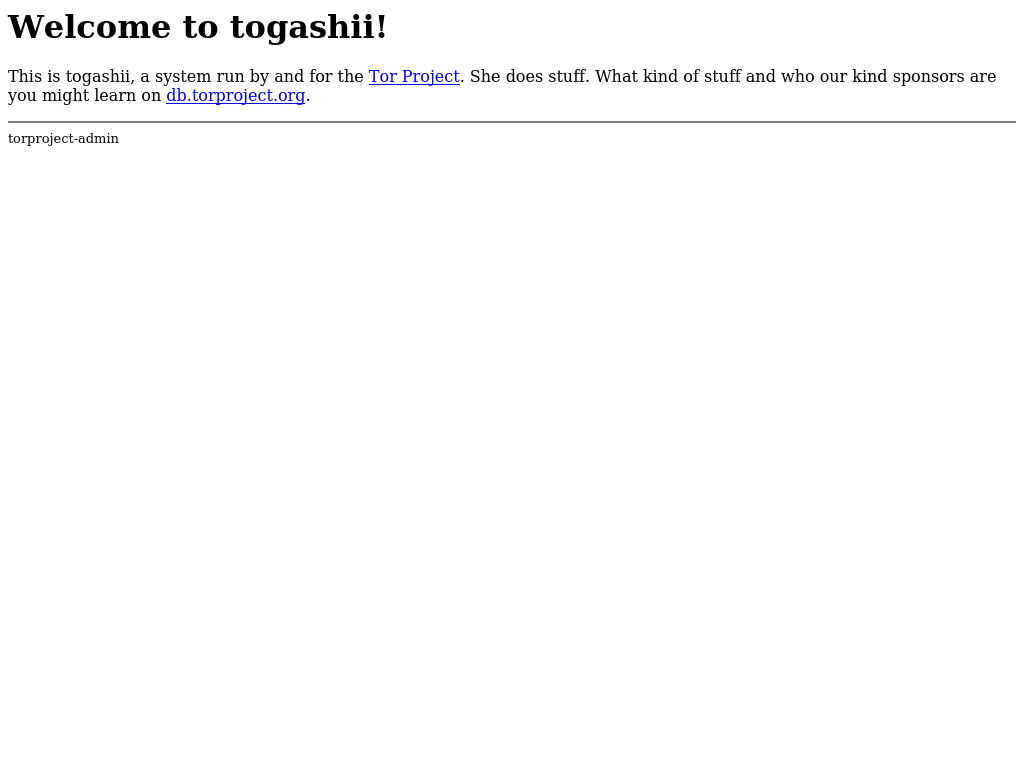 Welcome to togashii!
This is togashii, a system run by and for the Tor Project. She does stuff. What kind of stuff and who our kind sponsors are
you might learn on db.torproject.org.
torproject-admin